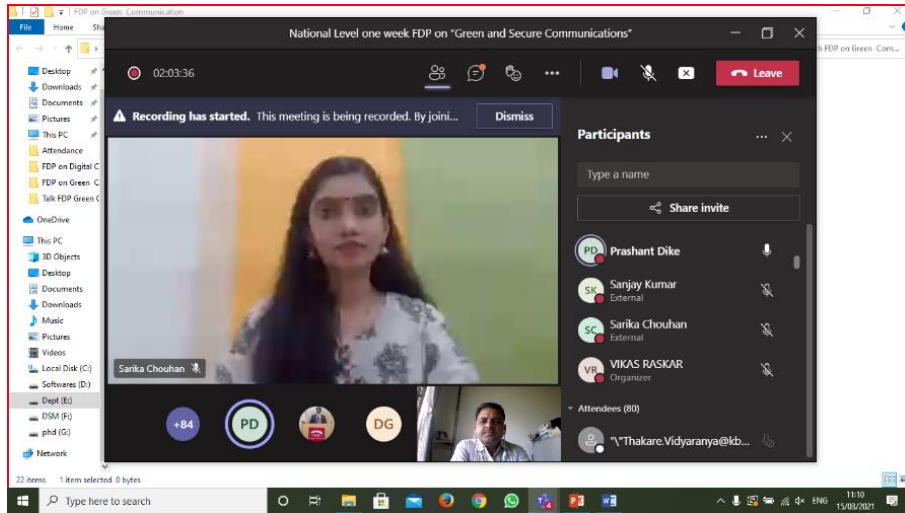 FDP on Green Communication
File Home Sha
National Level one week FDP on "Green and Secure Communications"
h FDP on Green Com...
02:03:36
Leave
Recording has started. This meeting is being recorded. By joini...
Dismiss
Participants
Type a name
Share invite
PD Prashant Dike
SK Sanjay Kumar
External
SC Sarika Chouhan
External
VR VIKAS RASKAR
Organizer
Attendees (80)
"\"Thakare.Vidyaranya@kb...
Sarika Chouhan
+84
PD
DG
Desktop
Downloads
Documents
Pictures
This PC
Attendance
FDP on Digital C
FDP on Green C
Talk FDP Green C
OneDrive
This PC
3D Objects
Desktop
Documents
Downloads
Music
Pictures
Videos
Local Disk (C:)
Softwares (D:)
Dept (E:)
DSM (F:)
phd (G:)
Network
22 items 1 item selected 0 bytes
Type here to search
ENG
11:10
15/03/2021